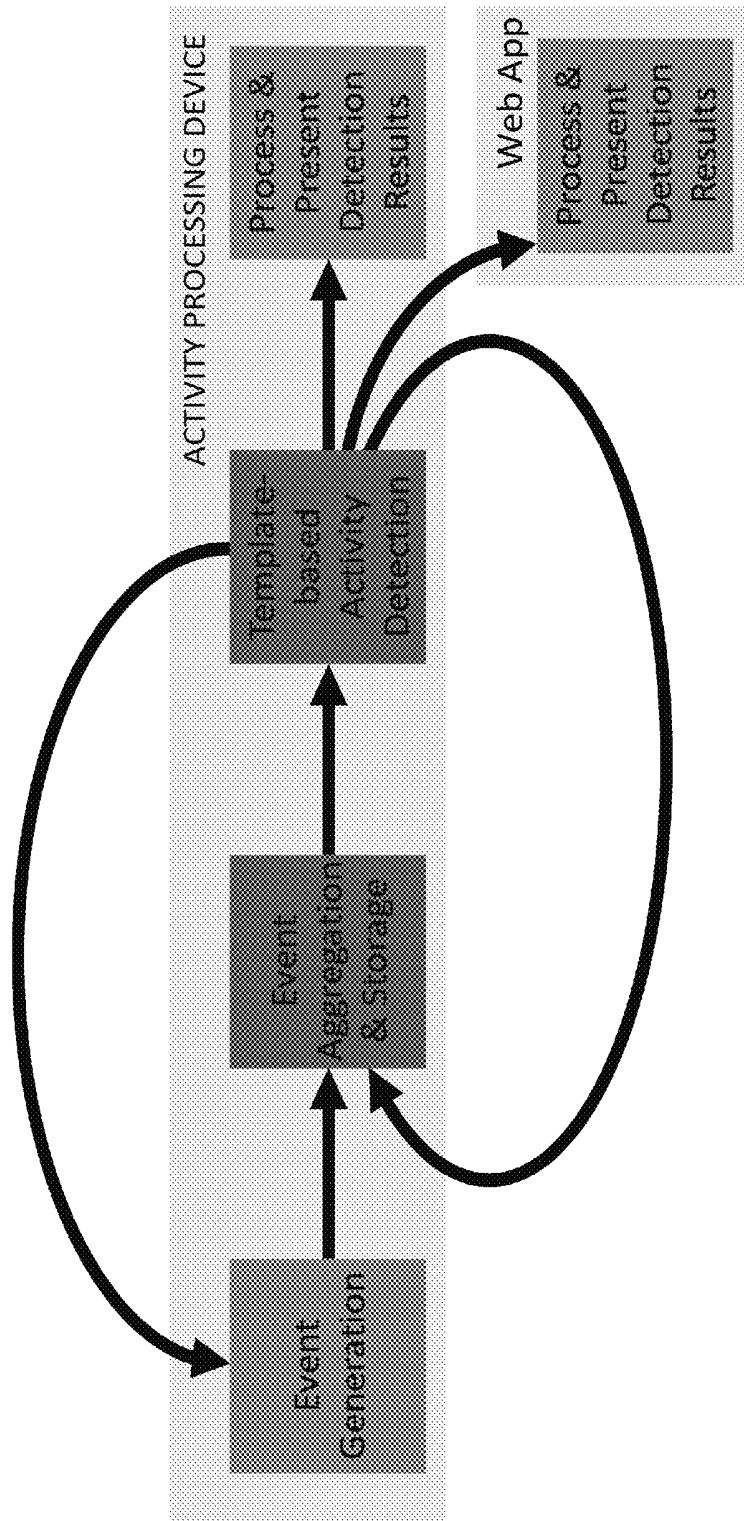 ACTIVITY PROCESSING DEVICE
Event
Generation
Event
Aggregation
& Storage
Template-
based
Activity
Detection
Process &
Present
Detection
Results
Web App
Process &
Present
Detection
Results